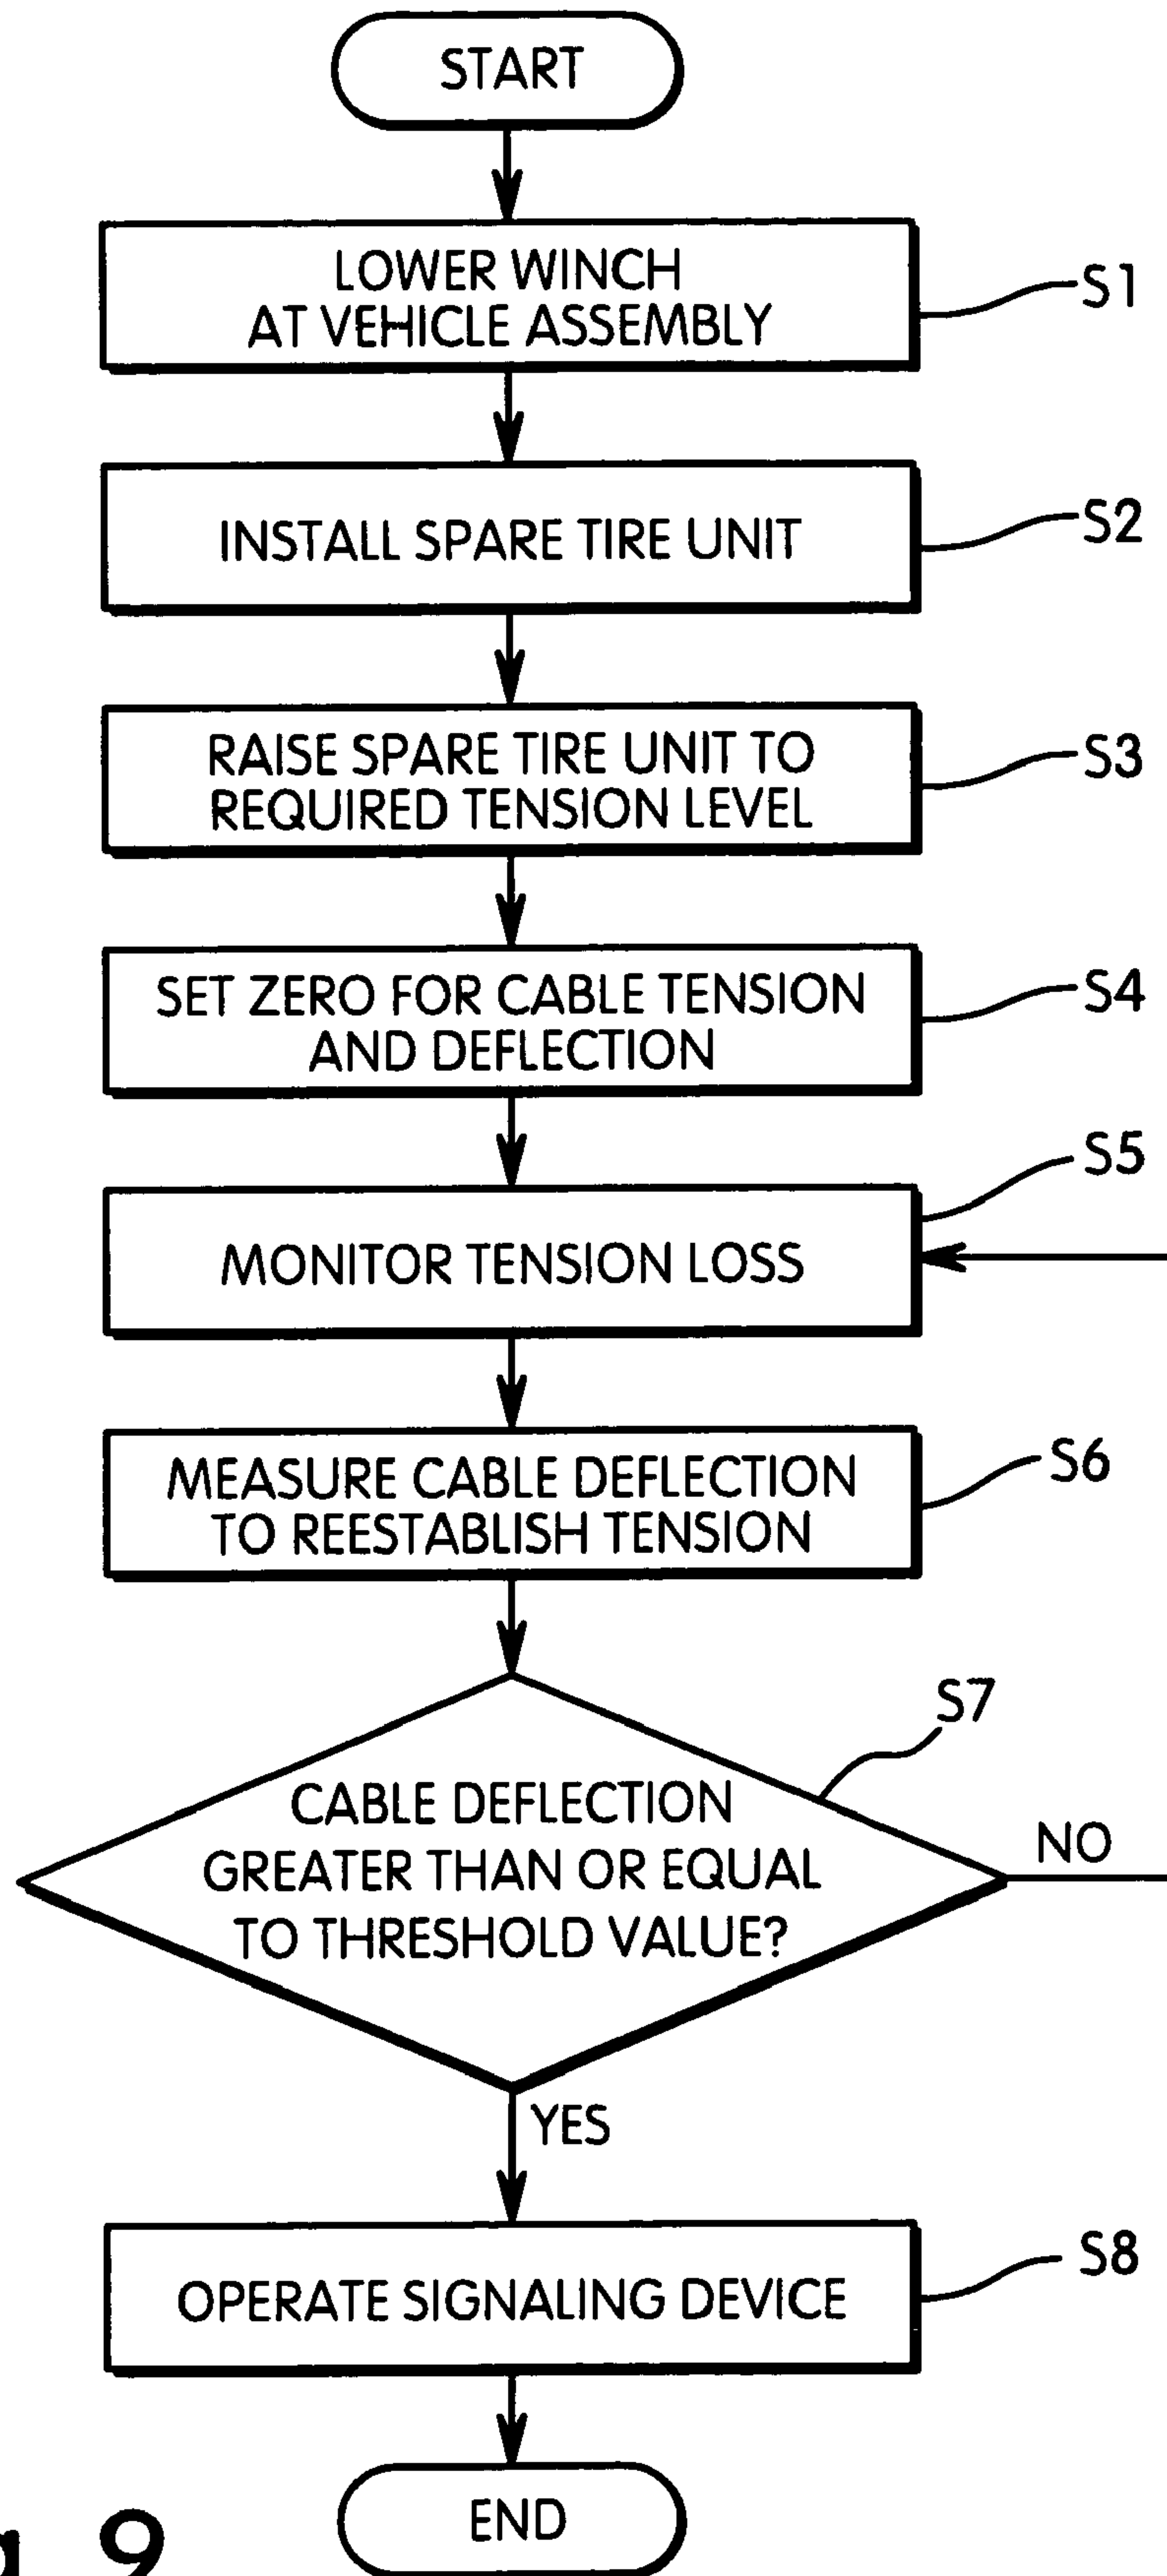 START
LOWER WINCH
AT VEHICLE ASSEMBLY
S1
INSTALL SPARE TIRE UNIT
S2
RAISE SPARE TIRE UNIT TO
REQUIRED TENSION LEVEL
S3
SET ZERO FOR CABLE TENSION
AND DEFLECTION
S4
MONITOR TENSION LOSS
S5
MEASURE CABLE DEFLECTION
TO REESTABLISH TENSION
S6
CABLE DEFLECTION
GREATER THAN OR EQUAL
TO THRESHOLD VALUE?
S7
NO
YES
OPERATE SIGNALING DEVICE
S8
END
9